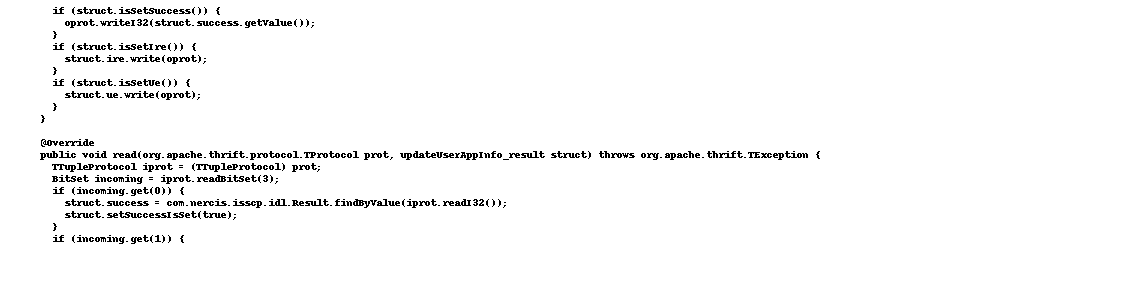 if (struct.isSetSuccess()) {
oprot.writeI32(struct.success.getValue());
}
if (struct.isSetIre()) {
struct.ire.write(oprot);
}
if (struct.isSetUe()) {
struct.ue.write(oprot);
}
}
@Override
public void read(org.apache.thrift.protocol.TProtocol prot, updateUserAppInfo_result struct) throws org.apache.thrift.TException {
TTupleProtocol iprot = (TTupleProtocol) prot;
BitSet incoming = iprot.readBitSet(3);
if (incoming.get(0)) {
struct.success = com.nercis.isscp.idl.Result.findByValue(iprot.readI32());
struct.setSuccessIsSet(true);
}
if (incoming.get(1)) {